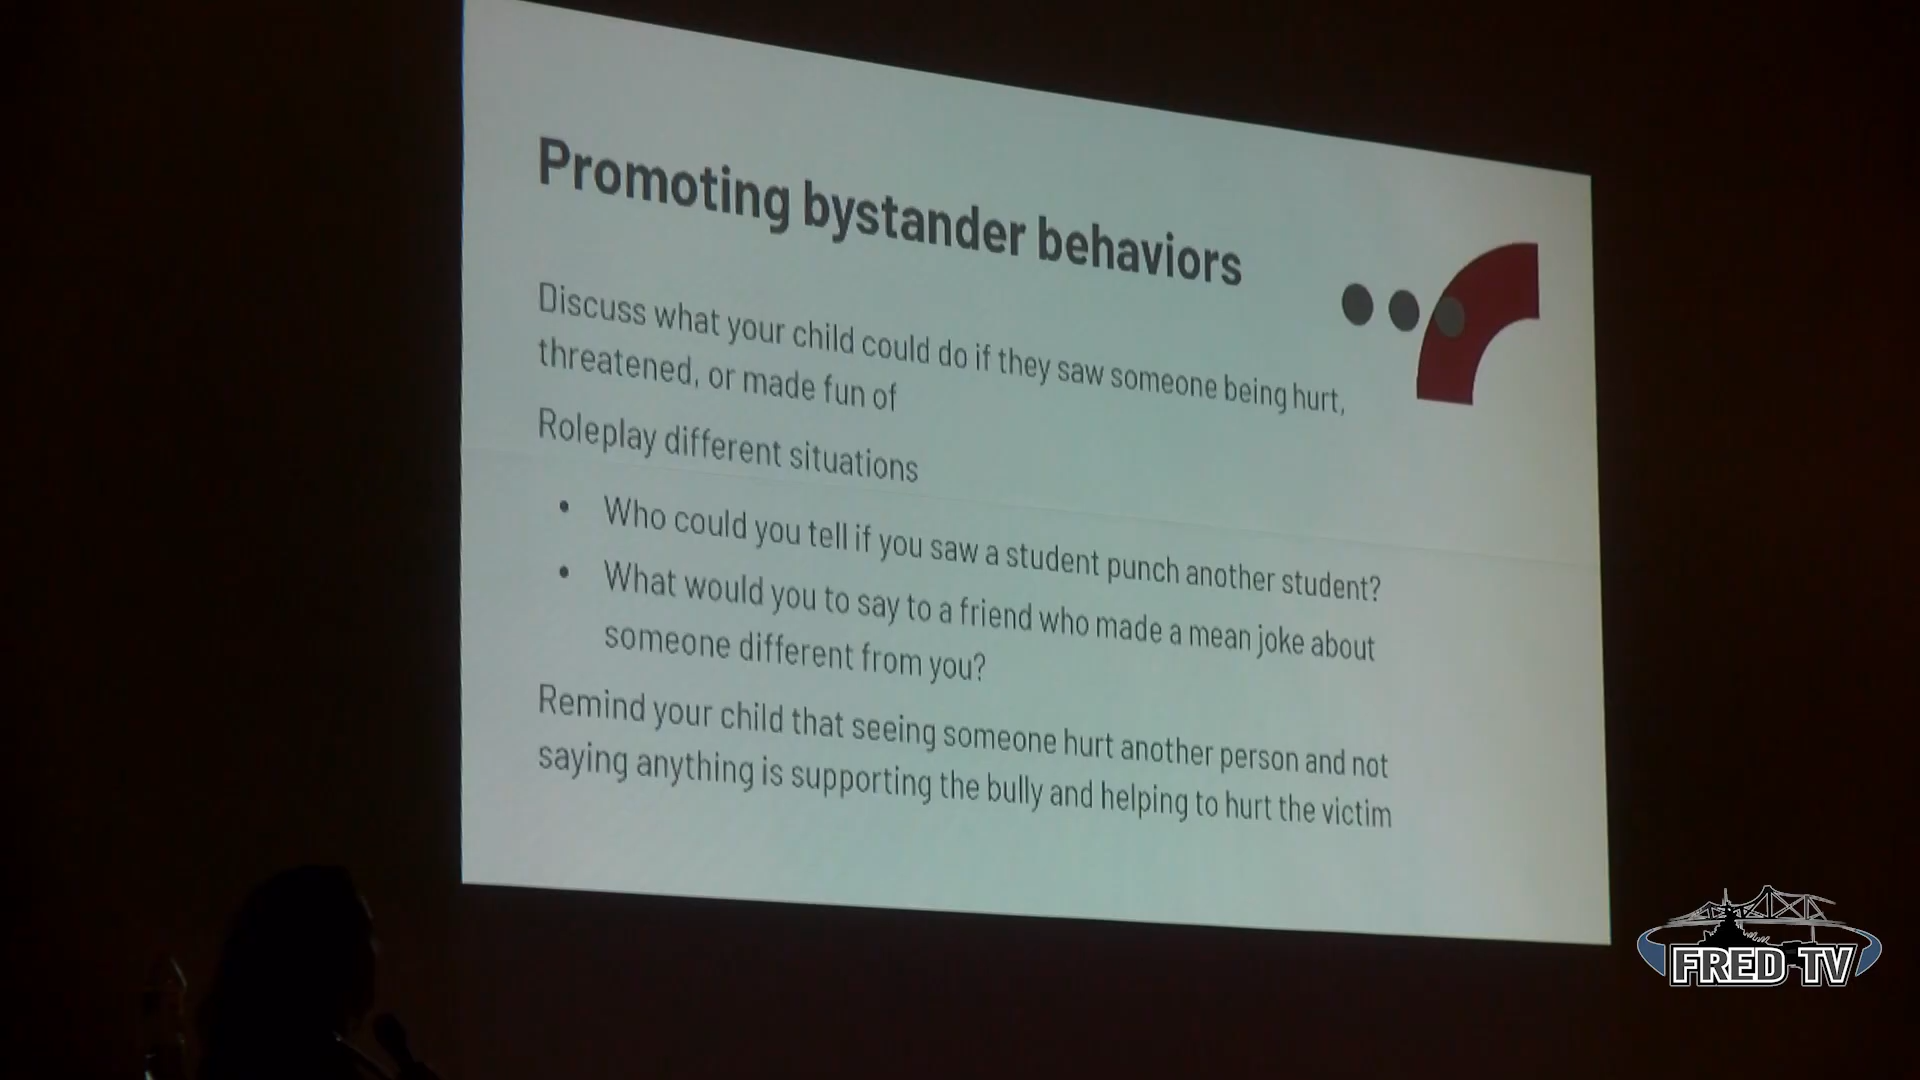 Promoting bystander behaviors
Discuss what your child could do if they saw someone being hurt,
threatened, or made fun of
Roleplay different situations
• Who could you tell if you saw a student punch another student?
• What would you to say to a friend who made a mean joke about
someone different from you?
Remind your child that seeing someone hurt another person and not
saying anything is supporting the bully and helping to hurt the victim
FRED TV